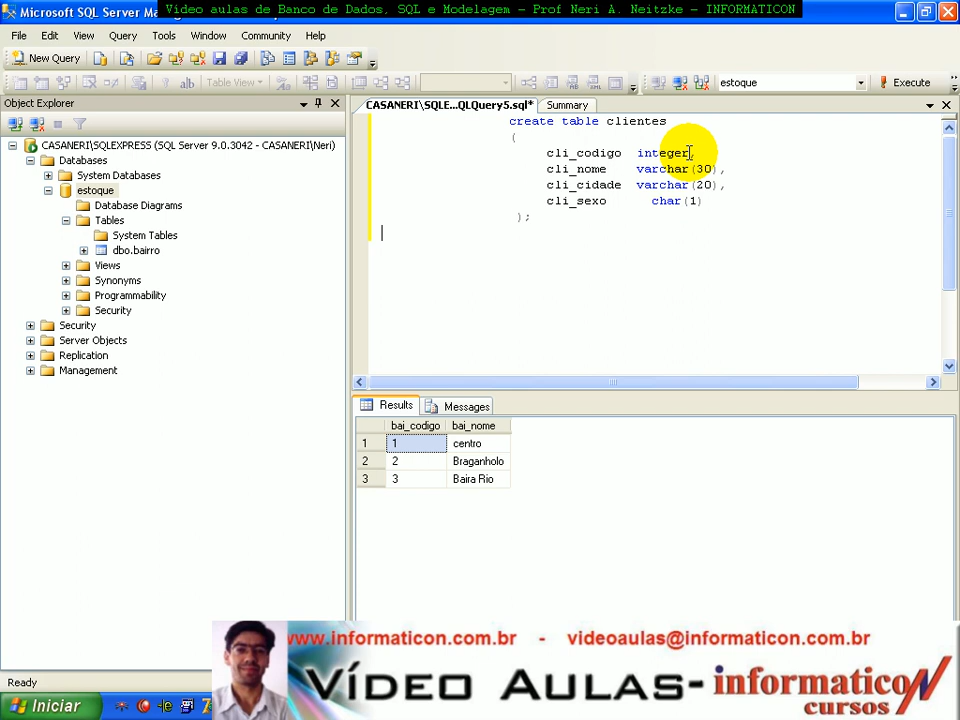 Microsoft SQL Server Ma
Video aulas de Banco de Dados, SQL e Modelagem - Prof Neri A. Neitzke - INFORMATICON
File Edit View Query Tools Window Community Help
New Query
Table View
estoque
Execute
Object Explorer
CASANERI\SQLE...QLQuery5.sql*
Summary
CASANERI\SQLEXPRESS (SQL Server 9.0.3042 - CASANERI\Neri)
Databases
System Databases
estoque
Database Diagrams
Tables
System Tables
dbo.bairro
Views
Synonyms
Programmability
Security
Security
Server Objects
Replication
Management
create table clientes
(
cli_codigo integer,
cli_nome varchar(30),
cli_cidade varchar(20),
cli_sexo char(1)
);
Results
Messages
bai_codigo bai_nome
1 1 centro
2 2 Braganholo
3 3 Baira Rio
www.informaticon.com.br - videoaulas@informaticon.com.br
Vídeo Aulas- informaticon
cursos
Ready
Iniciar